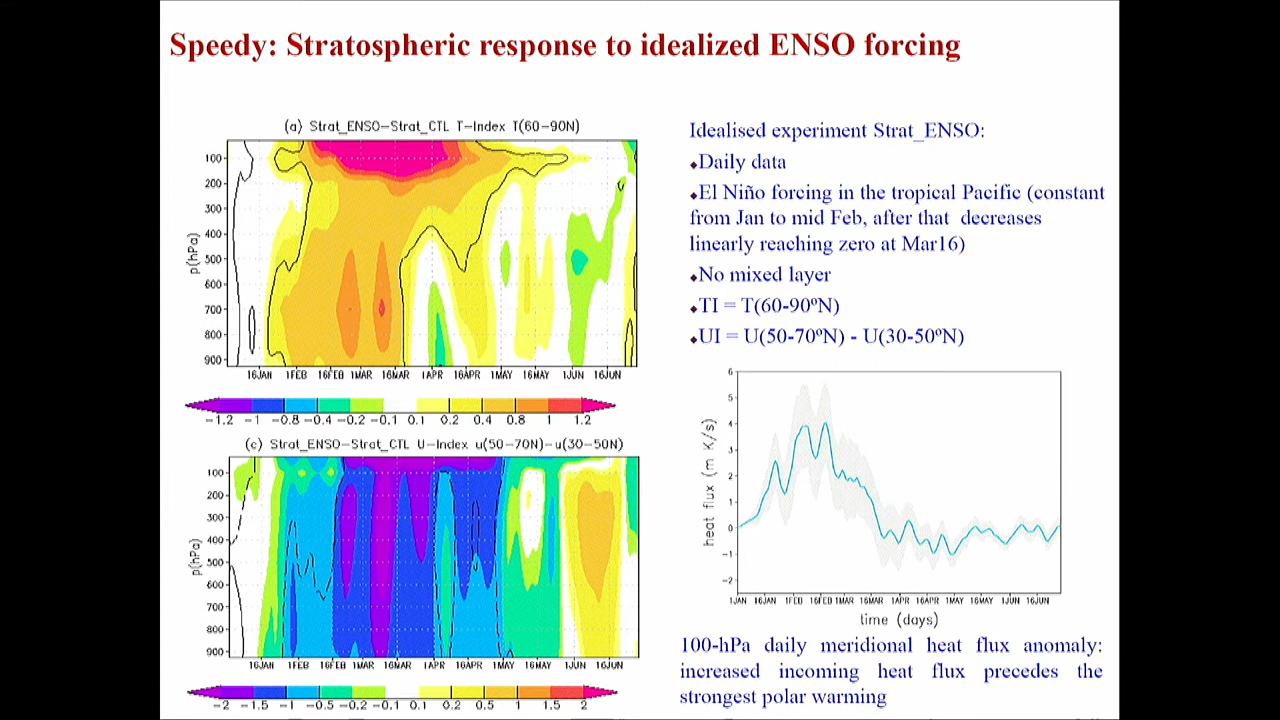 Speedy: Stratospheric response to idealized ENSO forcing
(a) Strat_ENSO-Strat_CTL T-Index T(60-90N)
p(hPa)
100
200
300
400
500
600
700
800
900
16JAN 1FEB 16FEB 1MAR 16MAR 1APR 16APR 1MAY 16MAY 1JUN 16JUN
-1.2 -1 -0.8 -0.4 -0.2 -0.1 0.1 0.2 0.4 0.8 1 1.2
(c) Strat_ENSO-Strat_CTL U-Index u(50-70N)-u(30-50N)
p(hPa)
100
200
300
400
500
600
700
800
900
16JAN 1FEB 16FEB 1MAR 16MAR 1APR 16APR 1MAY 16MAY 1JUN 16JUN
-2 -1.5 -1 -0.5 -0.2 -0.1 0.1 0.2 0.5 1 1.5 2
Idealised experiment Strat_ENSO:
Daily data
El Niño forcing in the tropical Pacific (constant
from Jan to mid Feb, after that decreases
linearly reaching zero at Mar16)
No mixed layer
TI = T(60-90ºN)
UI = U(50-70ºN) - U(30-50ºN)
heat flux (m K/s)
6
5
4
3
2
1
0
-1
-2
1JAN 16JAN 1FEB 16FEB 1MAR 16MAR 1APR 16APR 1MAY 16MAY 1JUN 16JUN
time (days)
100-hPa daily meridional heat flux anomaly:
increased incoming heat flux precedes the
strongest polar warming